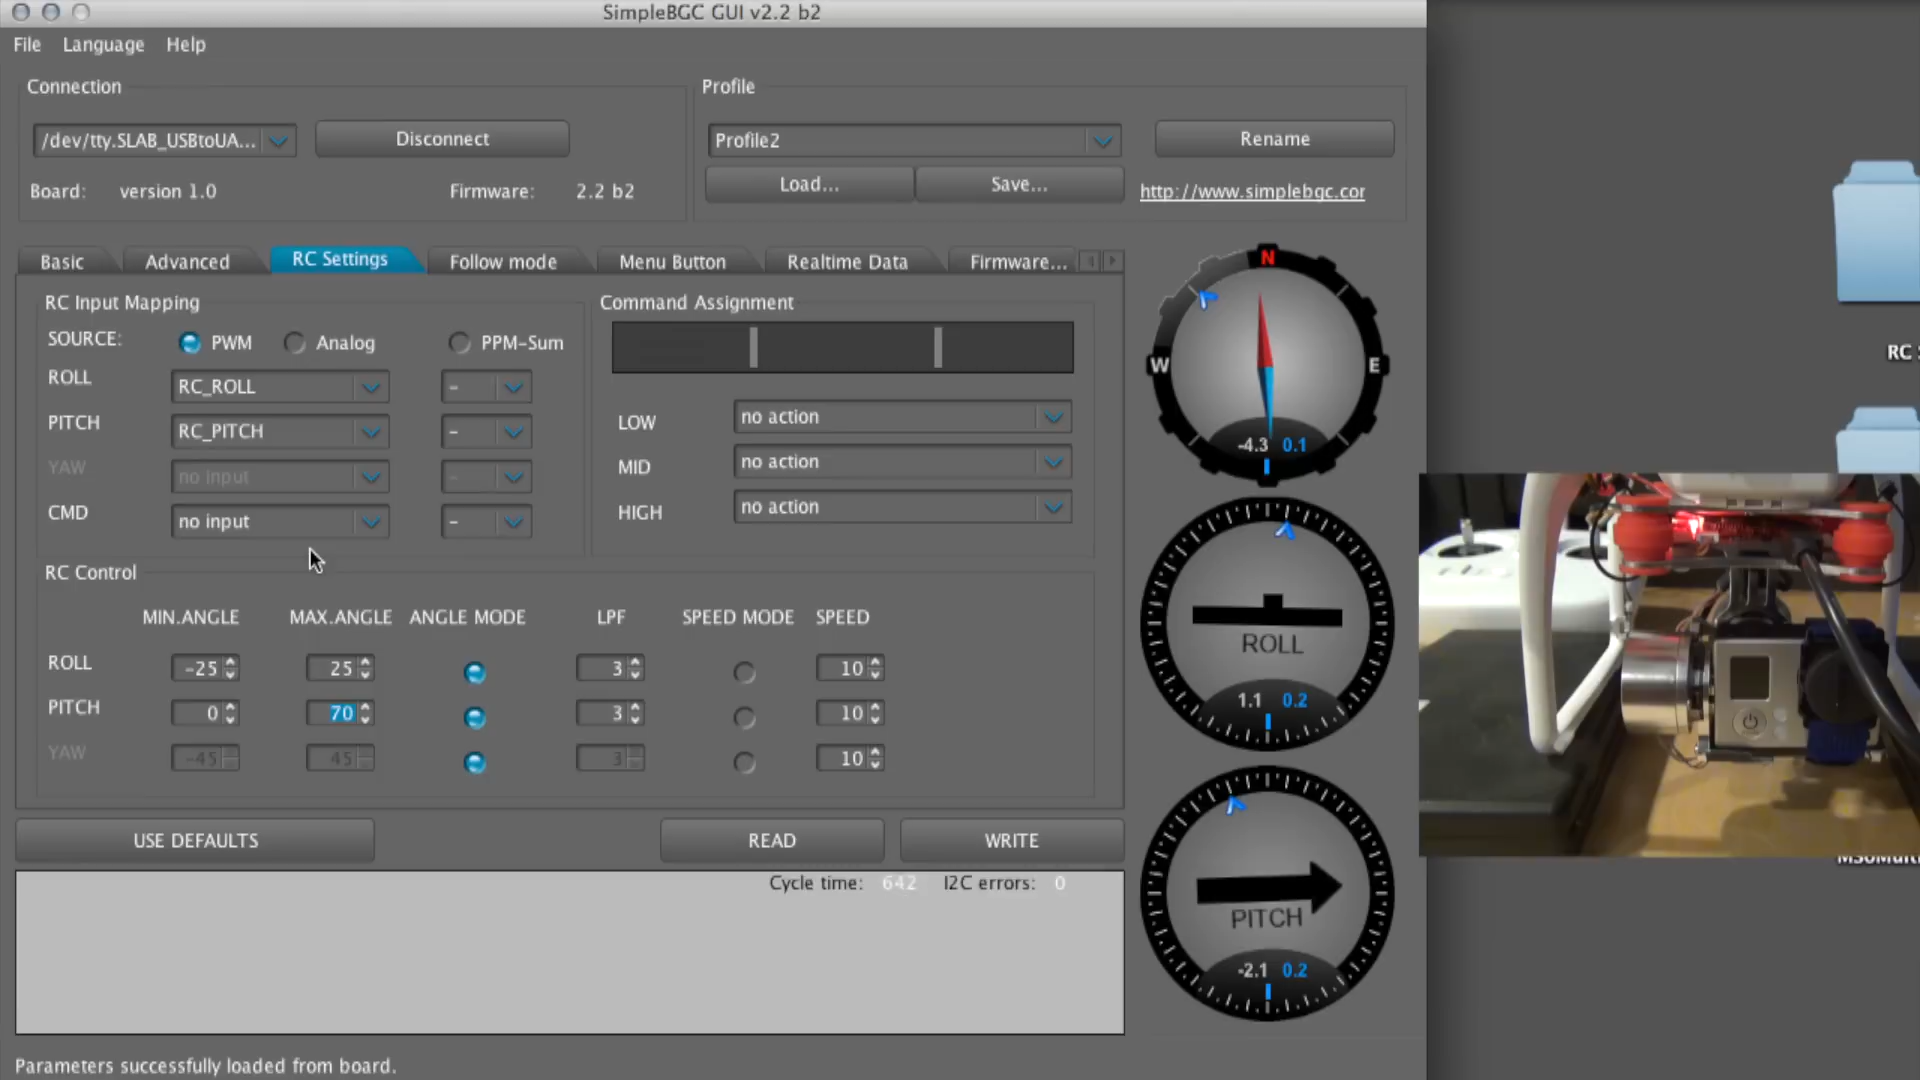 SimpleBGC GUI v2.2 b2
File Language Help
Connection
Profile
/dev/tty.SLAB_USBtoUA...
Disconnect
Profile2
Rename
Load...
Save...
Board: version 1.0
Firmware: 2.2 b2
http://www.simplebgc.cor
Basic
Advanced
RC Settings
Follow mode
Menu Button
Realtime Data
Firmware...
RC Input Mapping
SOURCE: PWM Analog PPM-Sum
ROLL RC_ROLL -
PITCH RC_PITCH -
YAW no input -
CMD no input -
Command Assignment
LOW no action
MID no action
HIGH no action
RC Control
MIN.ANGLE MAX.ANGLE ANGLE MODE LPF SPEED MODE SPEED
ROLL -25 25 3 10
PITCH 0 70 3 10
YAW -45 45 3 10
USE DEFAULTS
READ
WRITE
Cycle time: 642 I2C errors: 0
Parameters successfully loaded from board.
N
W
E
-4.3 0.1
ROLL
1.1 0.2
PITCH
-2.1 0.2
RC